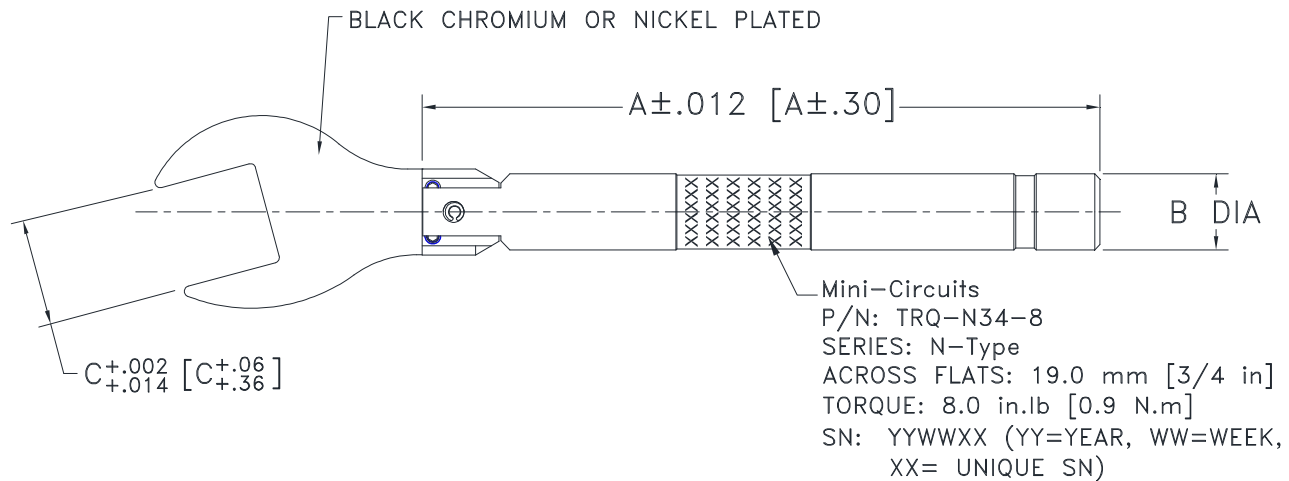 BLACK CHROMIUM OR NICKEL PLATED
A±.012 [A±.30]
B DIA
Mini-Circuits
P/N: TRQ-N34-8
SERIES: N-Type
ACROSS FLATS: 19.0 mm [3/4 in]
TORQUE: 8.0 in.lb [0.9 N.m]
SN: YYWWXX (YY=YEAR, WW=WEEK,
XX= UNIQUE SN)
C+.002 [C+.06]
+.014 +.36